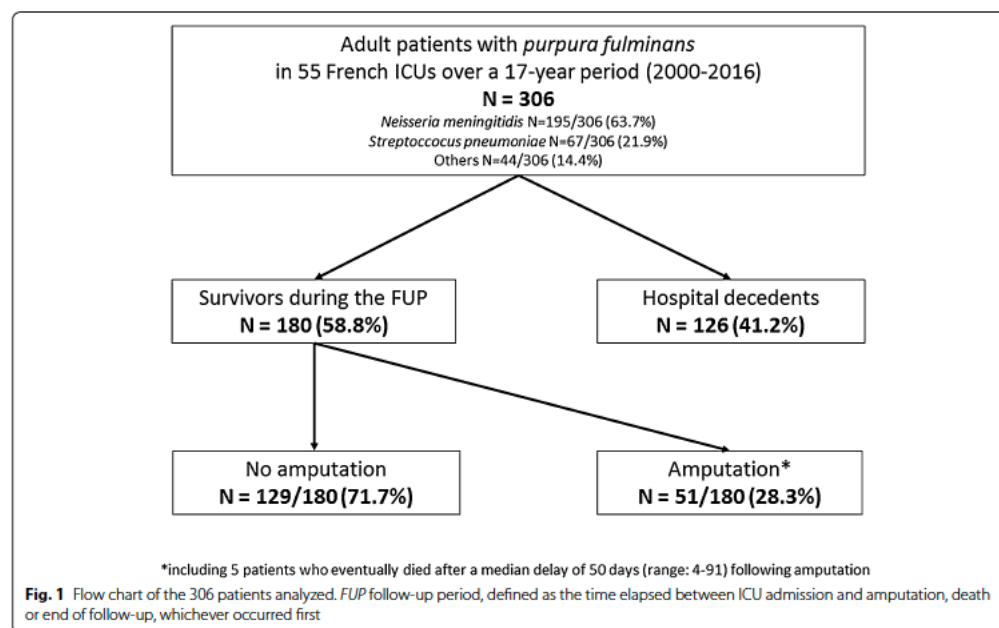 Adult patients with purpura fulminans
in 55 French ICUs over a 17-year period (2000-2016)
N = 306
Neisseria meningitidis N=195/306 (63.7%)
Streptoccocus pneumoniae N=67/306 (21.9%)
Others N=44/306 (14.4%)
Survivors during the FUP
N = 180 (58.8%)
Hospital decedents
N = 126 (41.2%)
No amputation
N = 129/180 (71.7%)
Amputation*
N = 51/180 (28.3%)
*including 5 patients who eventually died after a median delay of 50 days (range: 4-91) following amputation
Fig. 1 Flow chart of the 306 patients analyzed. FUP follow-up period, defined as the time elapsed between ICU admission and amputation, death
or end of follow-up, whichever occurred first